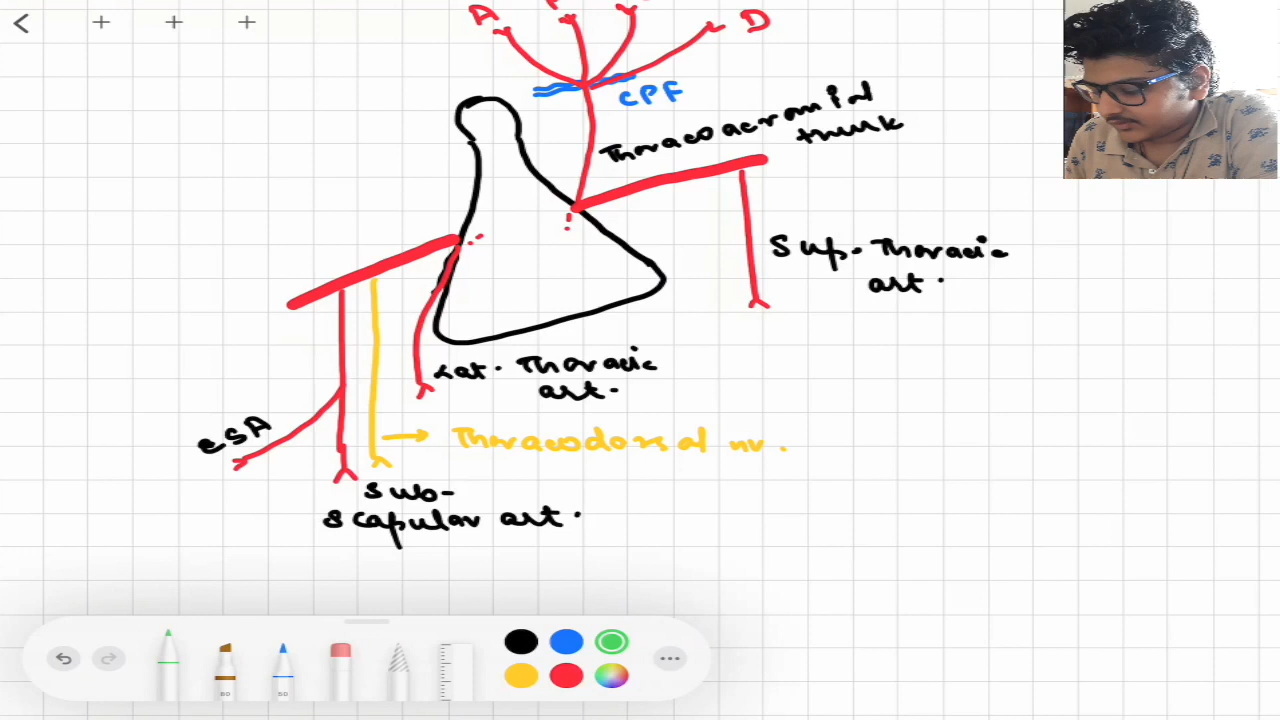 A
D
CPF
Thoracoacromial
trunk
Sup. Thoracic
art.
Lat. Thoracic
art.
CSA
Thoracodorsal nv.
Sub-
scapular art.